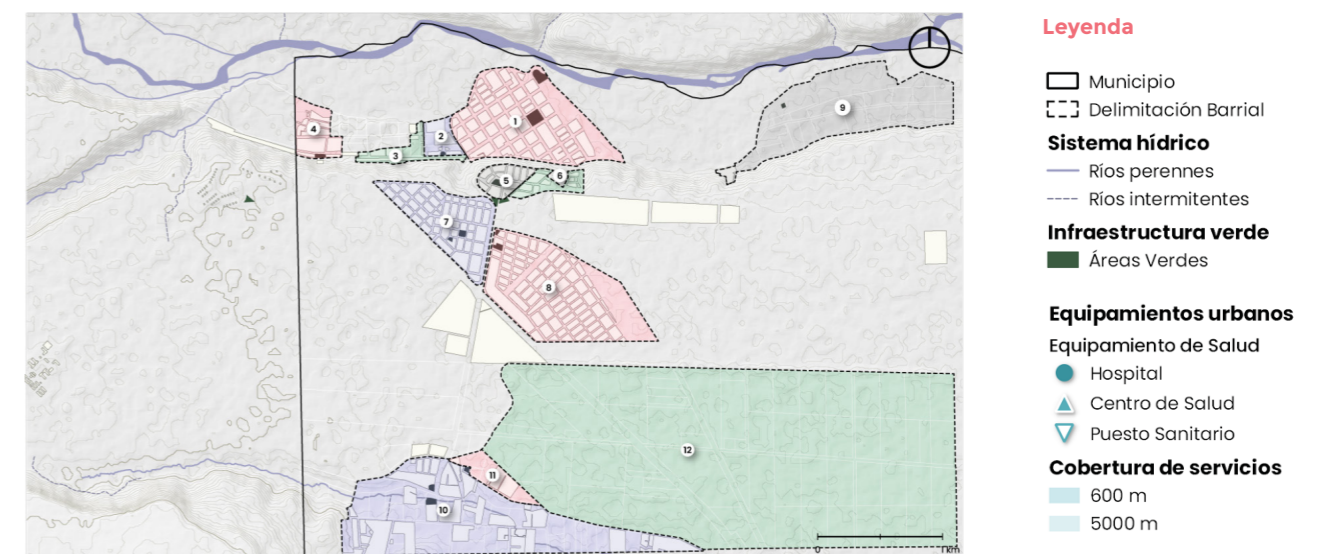 Leyenda
Municipio
Delimitación Barrial
Sistema hídrico
Ríos perennes
Ríos intermitentes
Infraestructura verde
Áreas Verdes
Equipamientos urbanos
Equipamiento de Salud
Hospital
Centro de Salud
Puesto Sanitario
Cobertura de servicios
600 m
5000 m
1
2
3
4
5
6
7
8
9
10
11
12
0 1km